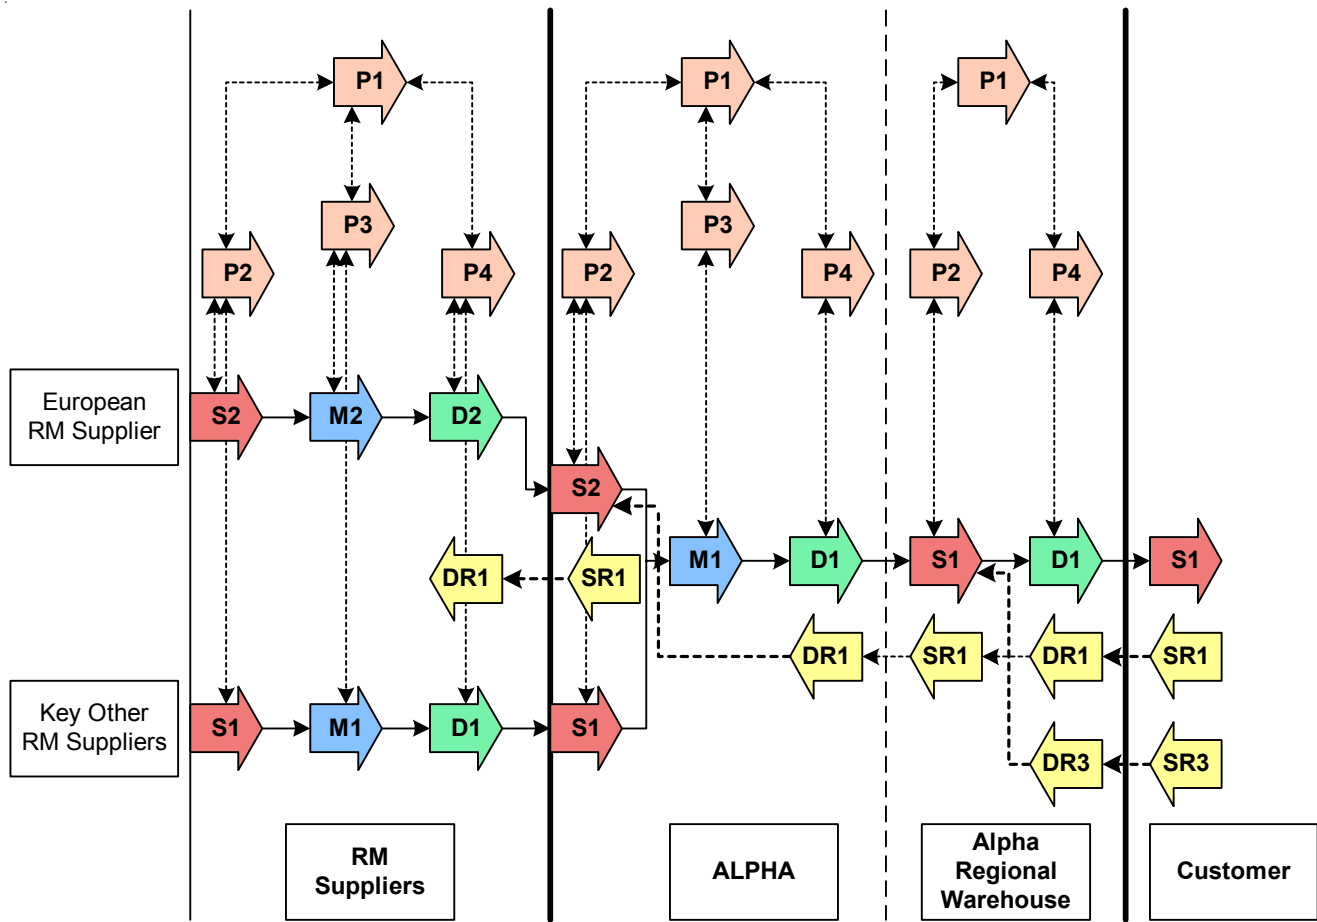 P1
P1
P1
P3
P3
P2
P4
P2
P4
P2
P4
European
RM Supplier
S2
M2
D2
S2
DR1
SR1
M1
D1
S1
D1
S1
DR1
SR1
DR1
SR1
Key Other
RM Suppliers
S1
M1
D1
S1
DR3
SR3
RM
Suppliers
ALPHA
Alpha
Regional
Warehouse
Customer